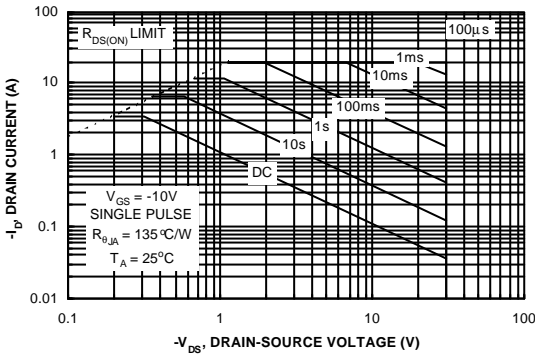 100
R_DS(ON) LIMIT
100µs
1ms
10ms
10
100ms
1s
10s
1
DC
V_GS = -10V
SINGLE PULSE
R_θJA = 135°C/W
T_A = 25°C
0.1
0.01
0.1
1
10
100
-I_D, DRAIN CURRENT (A)
-V_DS, DRAIN-SOURCE VOLTAGE (V)